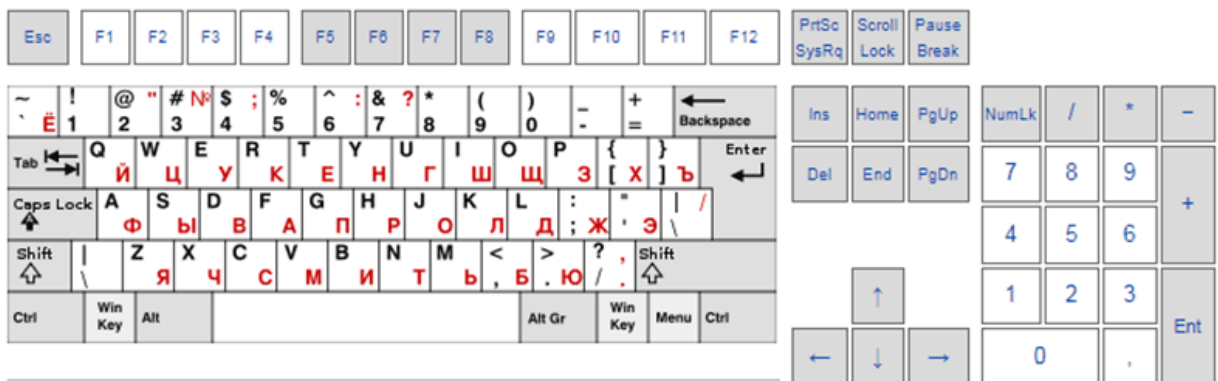 Esc F1 F2 F3 F4 F5 F6 F7 F8 F9 F10 F11 F12 PrtSc SysRq Scroll Lock Pause Break
~ ` Ё ! 1 @ " 2 # № 3 $ ; 4 % 5 ^ : 6 & ? 7 * 8 ( 9 ) 0 _ - + = Backspace Ins Home PgUp NumLk / * −
Tab Q Й W Ц E У R К T Е Y Н U Г I Ш O Щ P З { [ Х } ] Ъ Enter Del End PgDn 7 8 9 +
Caps Lock A Ф S Ы D В F А G П H Р J О K Л L Д : ; Ж " ' Э | / \ 4 5 6
Shift | \ Z Я X Ч C С V М B И N Т M Ь < , Б > . Ю ? , / . Shift ↑ 1 2 3 Ent
Ctrl Win Key Alt Alt Gr Win Key Menu Ctrl ← ↓ → 0 ,